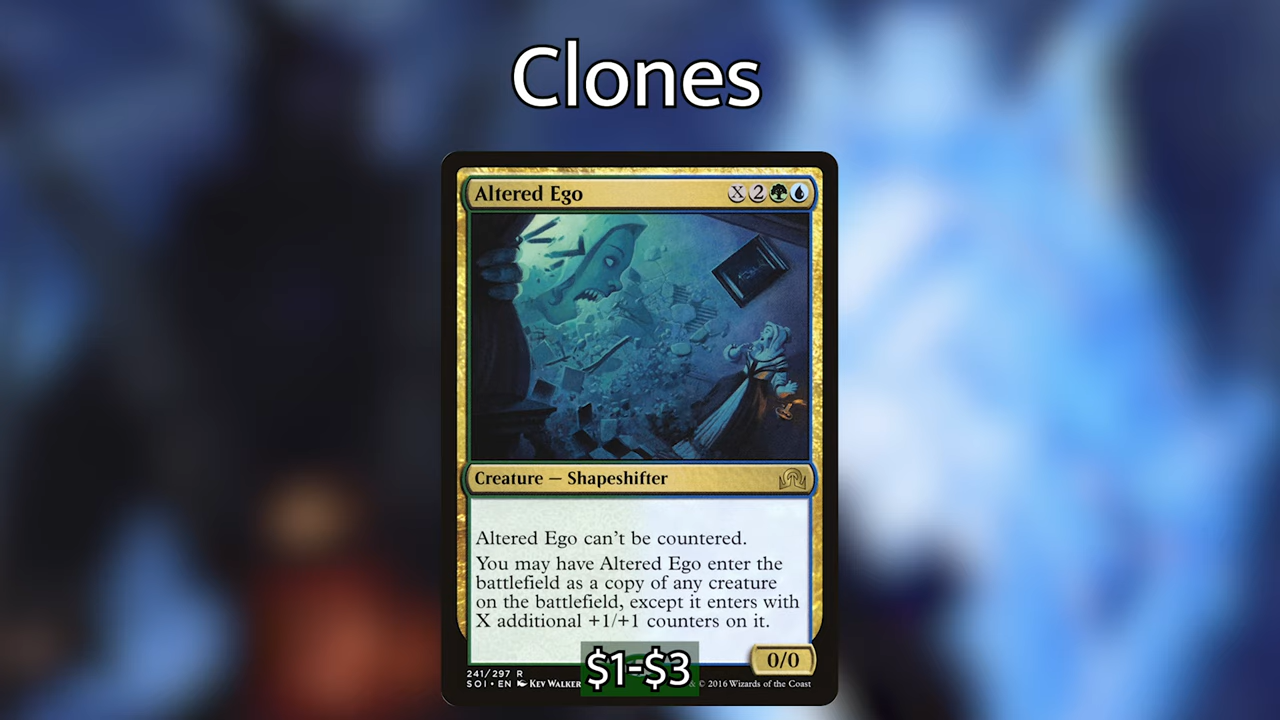 Clones
Altered Ego X 2
Creature — Shapeshifter
Altered Ego can't be countered.
You may have Altered Ego enter the
battlefield as a copy of any creature
on the battlefield, except it enters with
X additional +1/+1 counters on it.
0/0
$1-$3
241/297 R
SOI • EN Kev Walker & © 2016 Wizards of the Coast